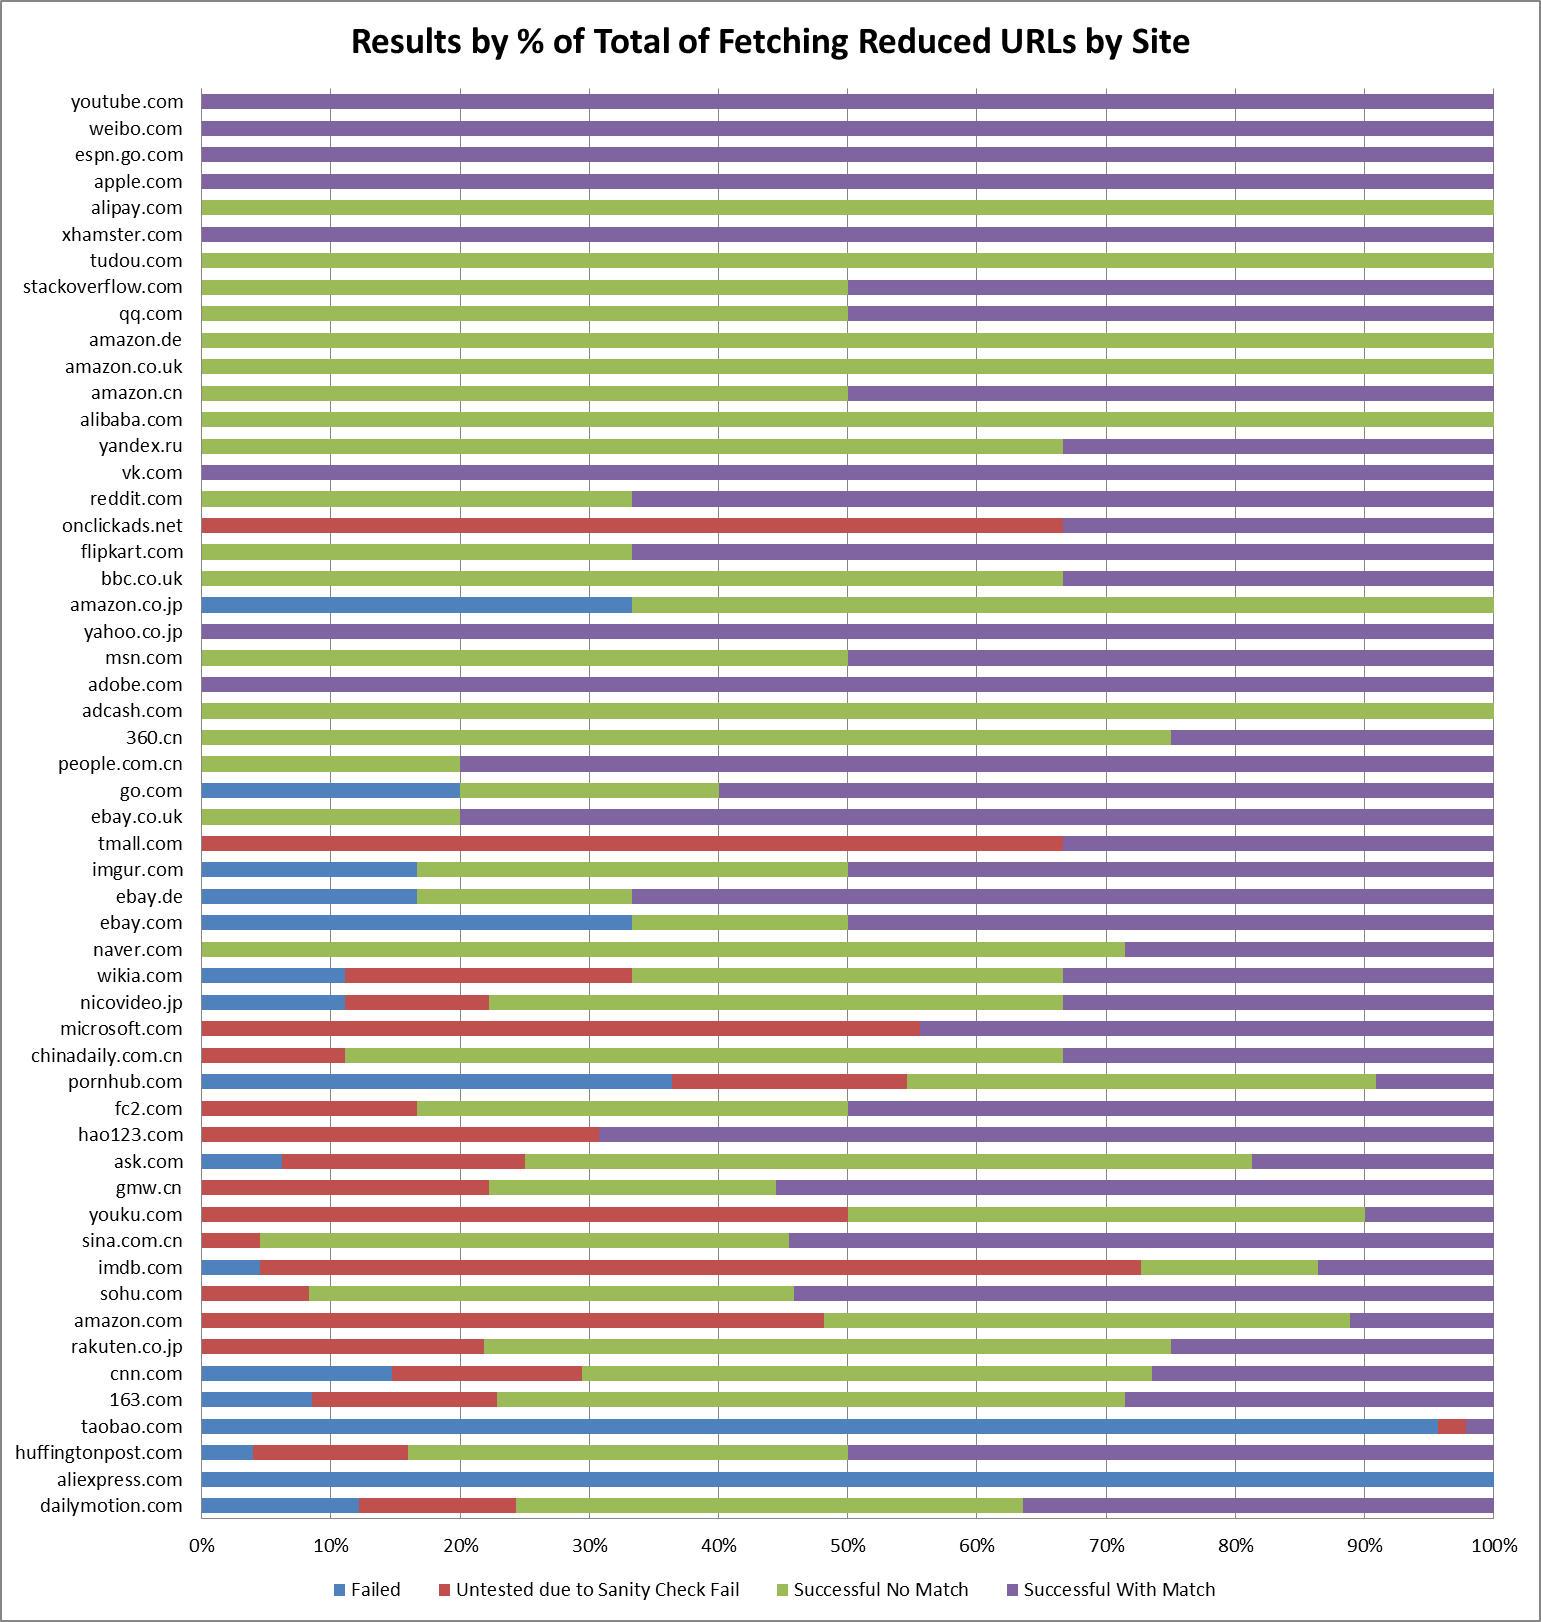 Results by % of Total of Fetching Reduced URLs by Site
youtube.com
weibo.com
espn.go.com
apple.com
alipay.com
xhamster.com
tudou.com
stackoverflow.com
qq.com
amazon.de
amazon.co.uk
amazon.cn
alibaba.com
yandex.ru
vk.com
reddit.com
onclickads.net
flipkart.com
bbc.co.uk
amazon.co.jp
yahoo.co.jp
msn.com
adobe.com
adcash.com
360.cn
people.com.cn
go.com
ebay.co.uk
tmall.com
imgur.com
ebay.de
ebay.com
naver.com
wikia.com
nicovideo.jp
microsoft.com
chinadaily.com.cn
pornhub.com
fc2.com
hao123.com
ask.com
gmw.cn
youku.com
sina.com.cn
imdb.com
sohu.com
amazon.com
rakuten.co.jp
cnn.com
163.com
taobao.com
huffingtonpost.com
aliexpress.com
dailymotion.com
0% 10% 20% 30% 40% 50% 60% 70% 80% 90% 100%
Failed Untested due to Sanity Check Fail Successful No Match Successful With Match